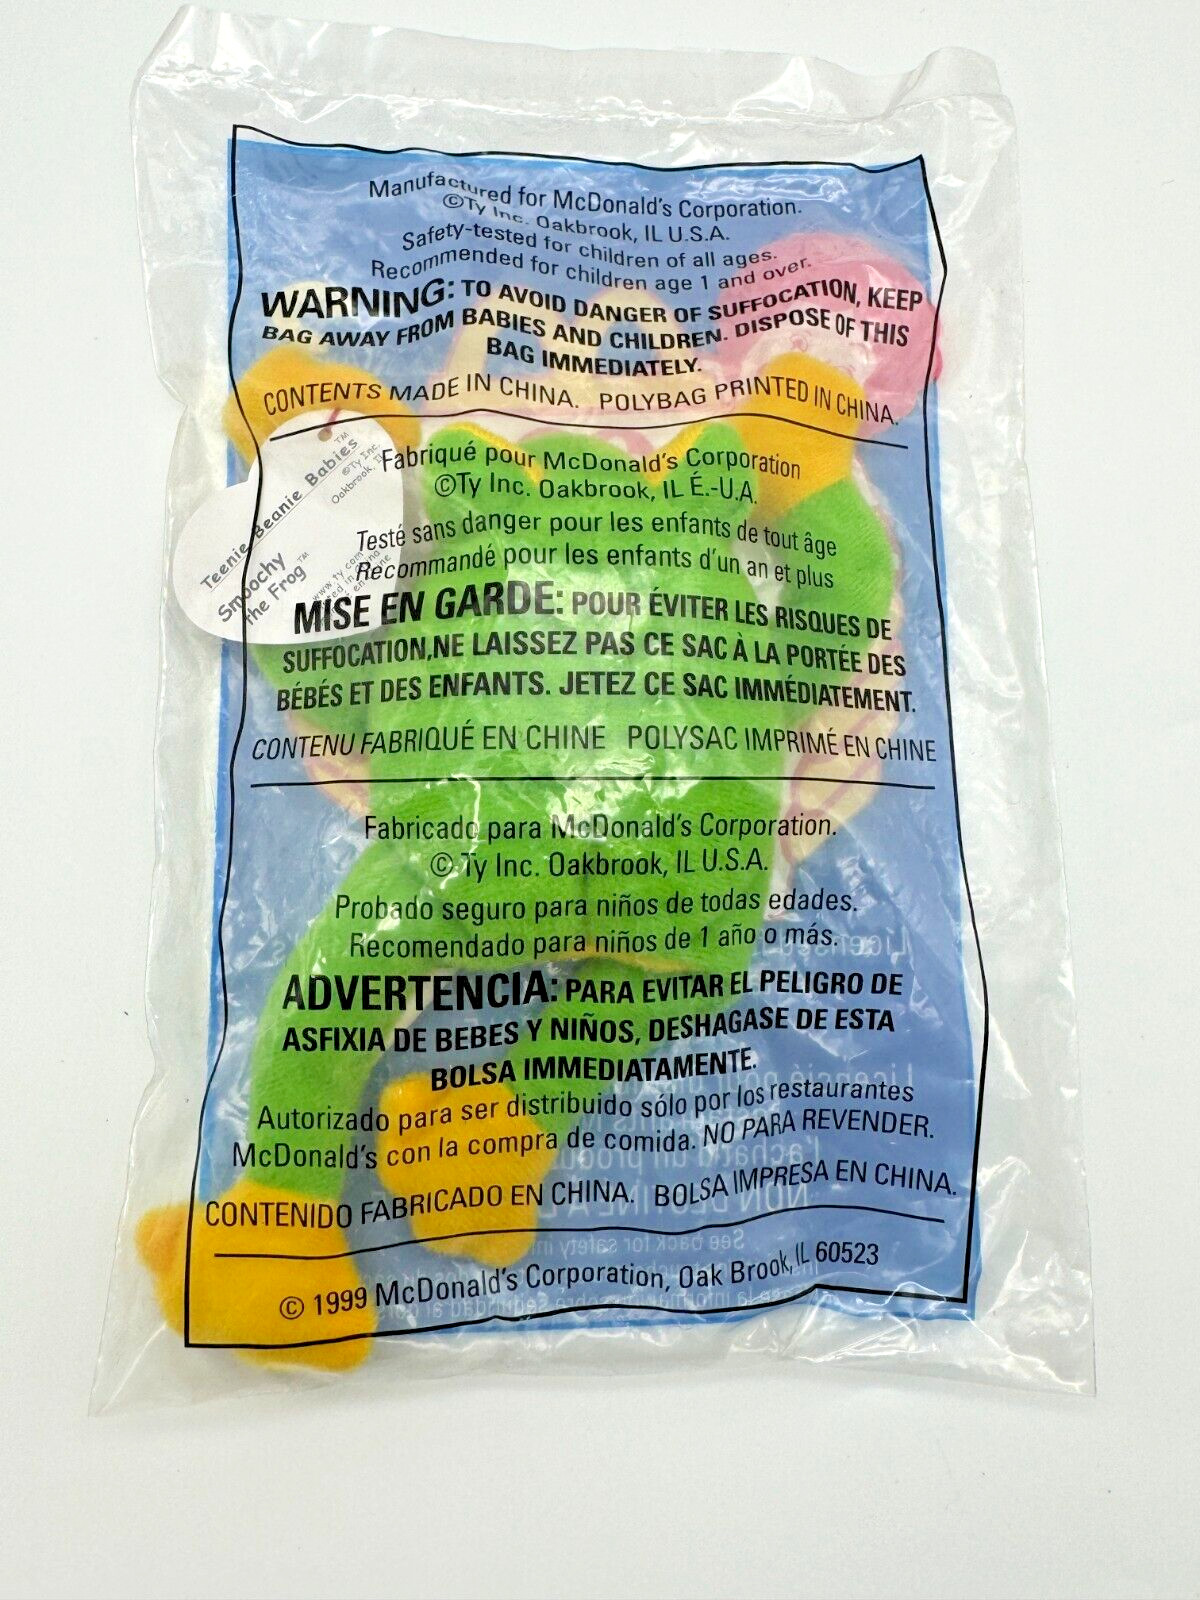 Manufactured for McDonald's Corporation.
©Ty Inc. Oakbrook, IL U.S.A.
Safety-tested for children of all ages.
Recommended for children age 1 and over.
WARNING: TO AVOID DANGER OF SUFFOCATION, KEEP
BAG AWAY FROM BABIES AND CHILDREN. DISPOSE OF THIS
BAG IMMEDIATELY.
CONTENTS MADE IN CHINA. POLYBAG PRINTED IN CHINA.
Teenie Beanie Babies™
©Ty Inc.
Oakbrook,
Smoochy
the Frog™
www.ty.com
Fabriqué pour McDonald's Corporation
©Ty Inc. Oakbrook, IL É.-U.A.
Testé sans danger pour les enfants de tout âge
Recommandé pour les enfants d'un an et plus
MISE EN GARDE: POUR ÉVITER LES RISQUES DE
SUFFOCATION,NE LAISSEZ PAS CE SAC À LA PORTÉE DES
BÉBÉS ET DES ENFANTS. JETEZ CE SAC IMMÉDIATEMENT.
CONTENU FABRIQUÉ EN CHINE POLYSAC IMPRIMÉ EN CHINE
Fabricado para McDonald's Corporation.
© Ty Inc. Oakbrook, IL U.S.A.
Probado seguro para niños de todas edades.
Recomendado para niños de 1 año o más.
ADVERTENCIA: PARA EVITAR EL PELIGRO DE
ASFIXIA DE BEBES Y NIÑOS, DESHAGASE DE ESTA
BOLSA IMMEDIATAMENTE.
Autorizado para ser distribuido sólo por los restaurantes
McDonald's con la compra de comida. NO PARA REVENDER.
CONTENIDO FABRICADO EN CHINA. BOLSA IMPRESA EN CHINA.
© 1999 McDonald's Corporation, Oak Brook, IL 60523